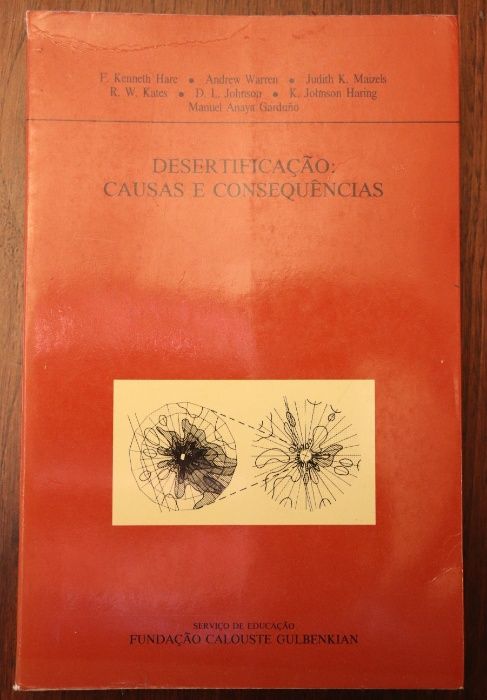 F. Kenneth Hare • Andrew Warren • Judith K. Maizels
R. W. Kates • D. L. Johnson • K. Johnson Haring
Manuel Anaya Garduño
DESERTIFICAÇÃO:
CAUSAS E CONSEQUÊNCIAS
SERVIÇO DE EDUCAÇÃO
FUNDAÇÃO CALOUSTE GULBENKIAN